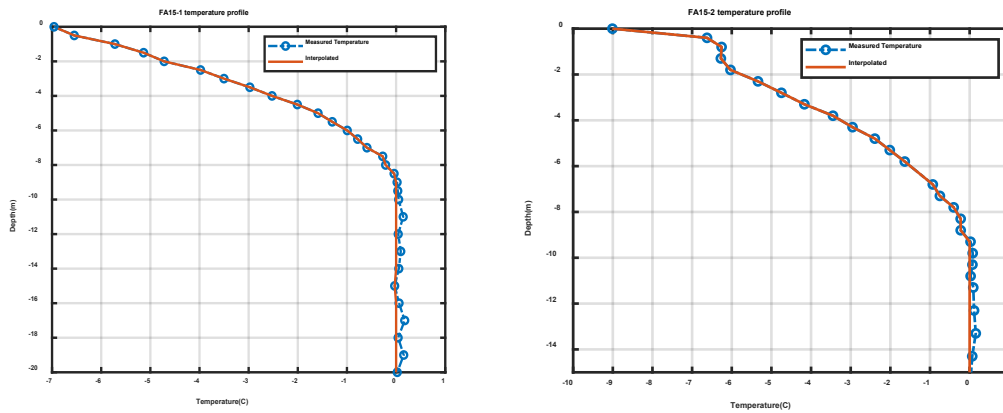 FA15-1 temperature profile
0
-2
-4
-6
-8
-10
-12
-14
-16
-18
-20
Depth(m)
Measured Temperature
Interpolated
-7 -6 -5 -4 -3 -2 -1 0 1
Temperature(C)
FA15-2 temperature profile
0
-2
-4
-6
-8
-10
-12
-14
Depth(m)
Measured Temperature
Interpolated
-10 -9 -8 -7 -6 -5 -4 -3 -2 -1 0
Temperature(C)